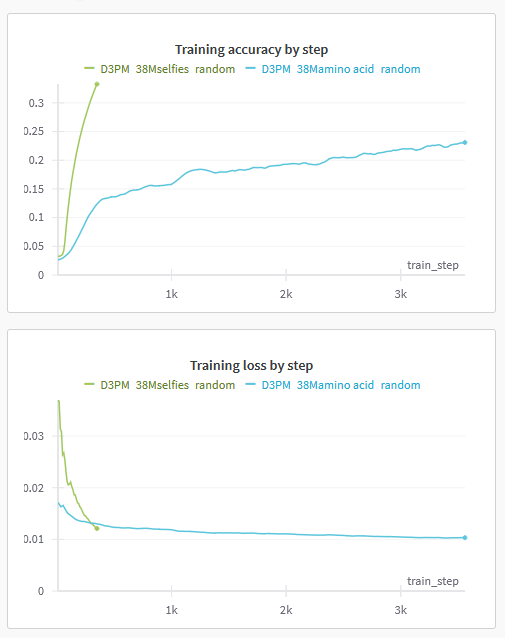 Training accuracy by step
D3PM 38Mselfies random D3PM 38Mamino acid random
0.3
0.25
0.2
0.15
0.1
0.05
0
train_step
1k 2k 3k
Training loss by step
D3PM 38Mselfies random D3PM 38Mamino acid random
0.03
0.02
0.01
0
train_step
1k 2k 3k